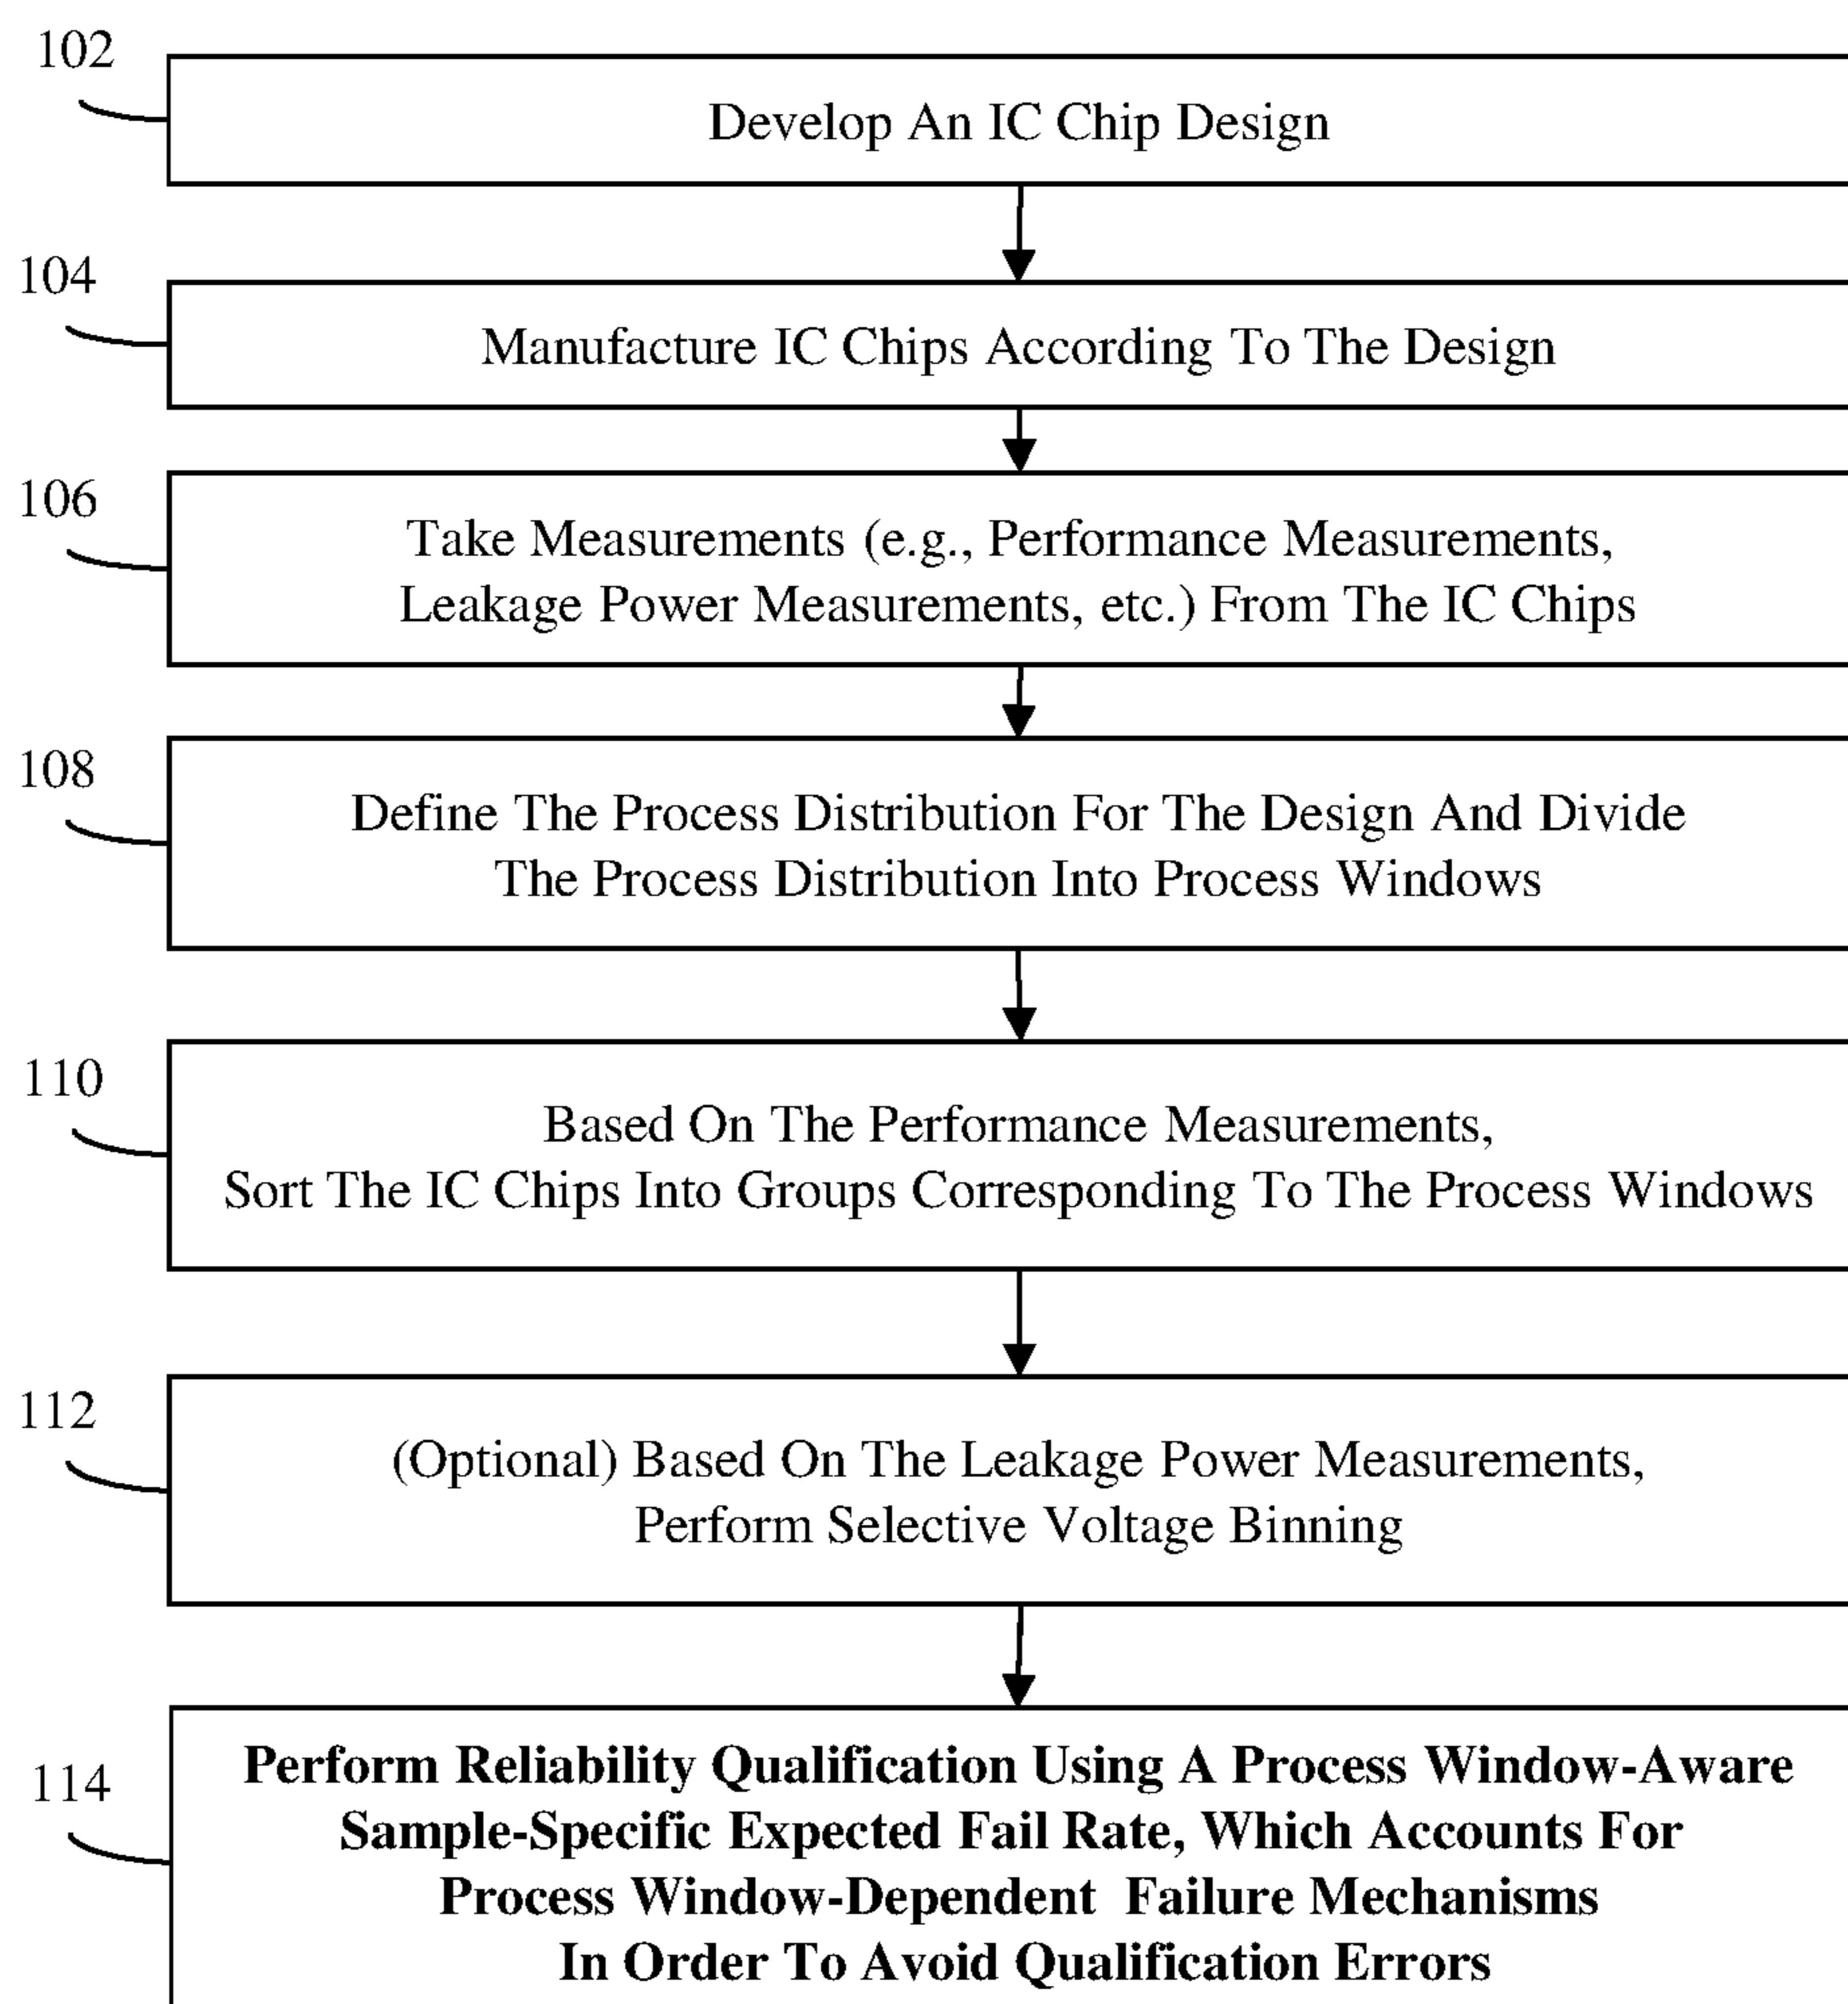 102
Develop An IC Chip Design
104
Manufacture IC Chips According To The Design
106
Take Measurements (e.g., Performance Measurements,
Leakage Power Measurements, etc.) From The IC Chips
108
Define The Process Distribution For The Design And Divide
The Process Distribution Into Process Windows
110
Based On The Performance Measurements,
Sort The IC Chips Into Groups Corresponding To The Process Windows
112
(Optional) Based On The Leakage Power Measurements,
Perform Selective Voltage Binning
114
Perform Reliability Qualification Using A Process Window-Aware
Sample-Specific Expected Fail Rate, Which Accounts For
Process Window-Dependent Failure Mechanisms
In Order To Avoid Qualification Errors